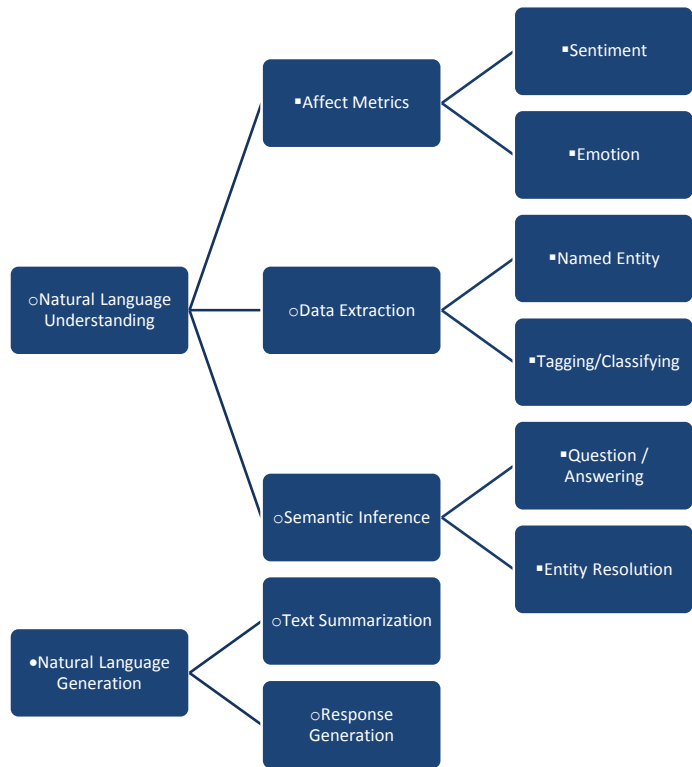 ▪Sentiment
▪Affect Metrics
▪Emotion
▪Named Entity
○Natural Language
Understanding
○Data Extraction
▪Tagging/Classifying
▪Question /
Answering
○Semantic Inference
▪Entity Resolution
○Text Summarization
•Natural Language
Generation
○Response
Generation